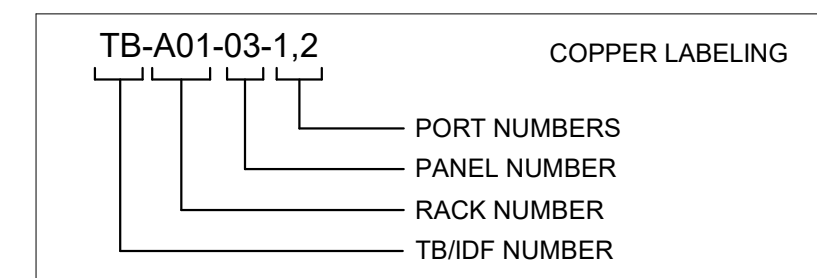 TB-A01-03-1,2
COPPER LABELING
PORT NUMBERS
PANEL NUMBER
RACK NUMBER
TB/IDF NUMBER